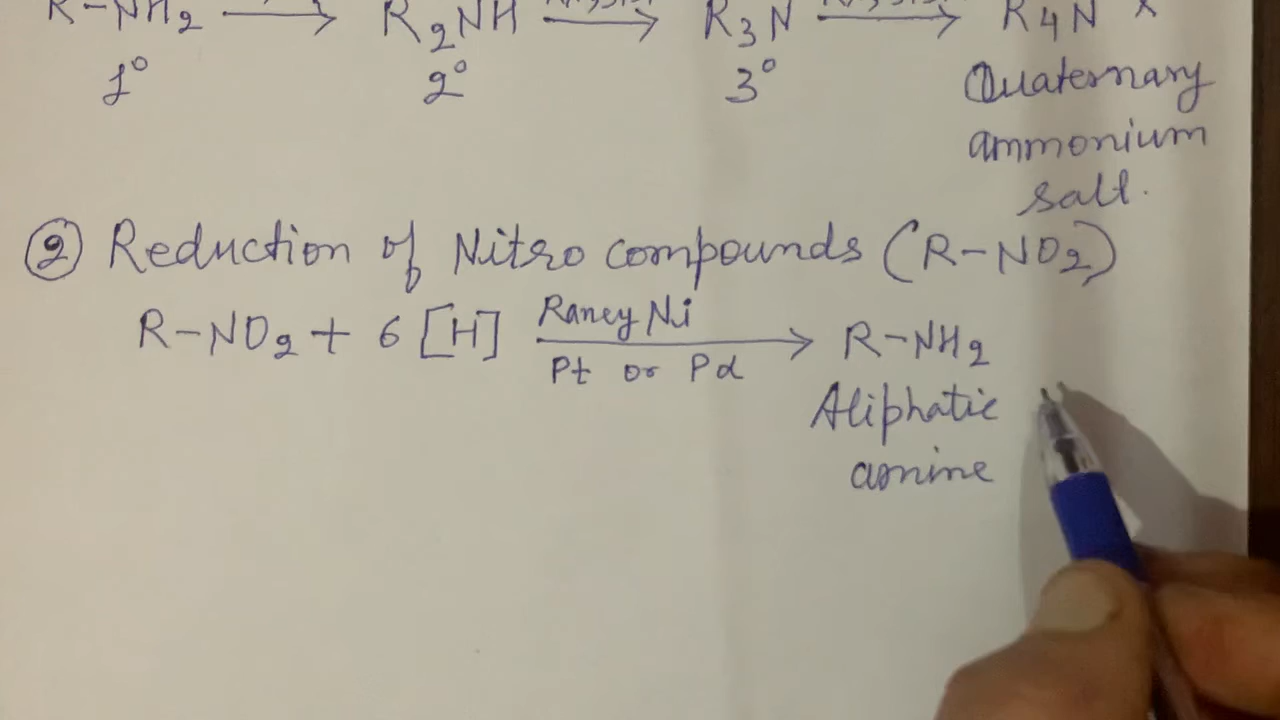 R-NH2 → R2NH → R3N → R4N X
1° 2° 3° Quaternary
ammonium
salt.
② Reduction of Nitro compounds (R-NO2)
R-NO2 + 6 [H] Raney Ni → R-NH2
Pt or Pd
Aliphatic
amine